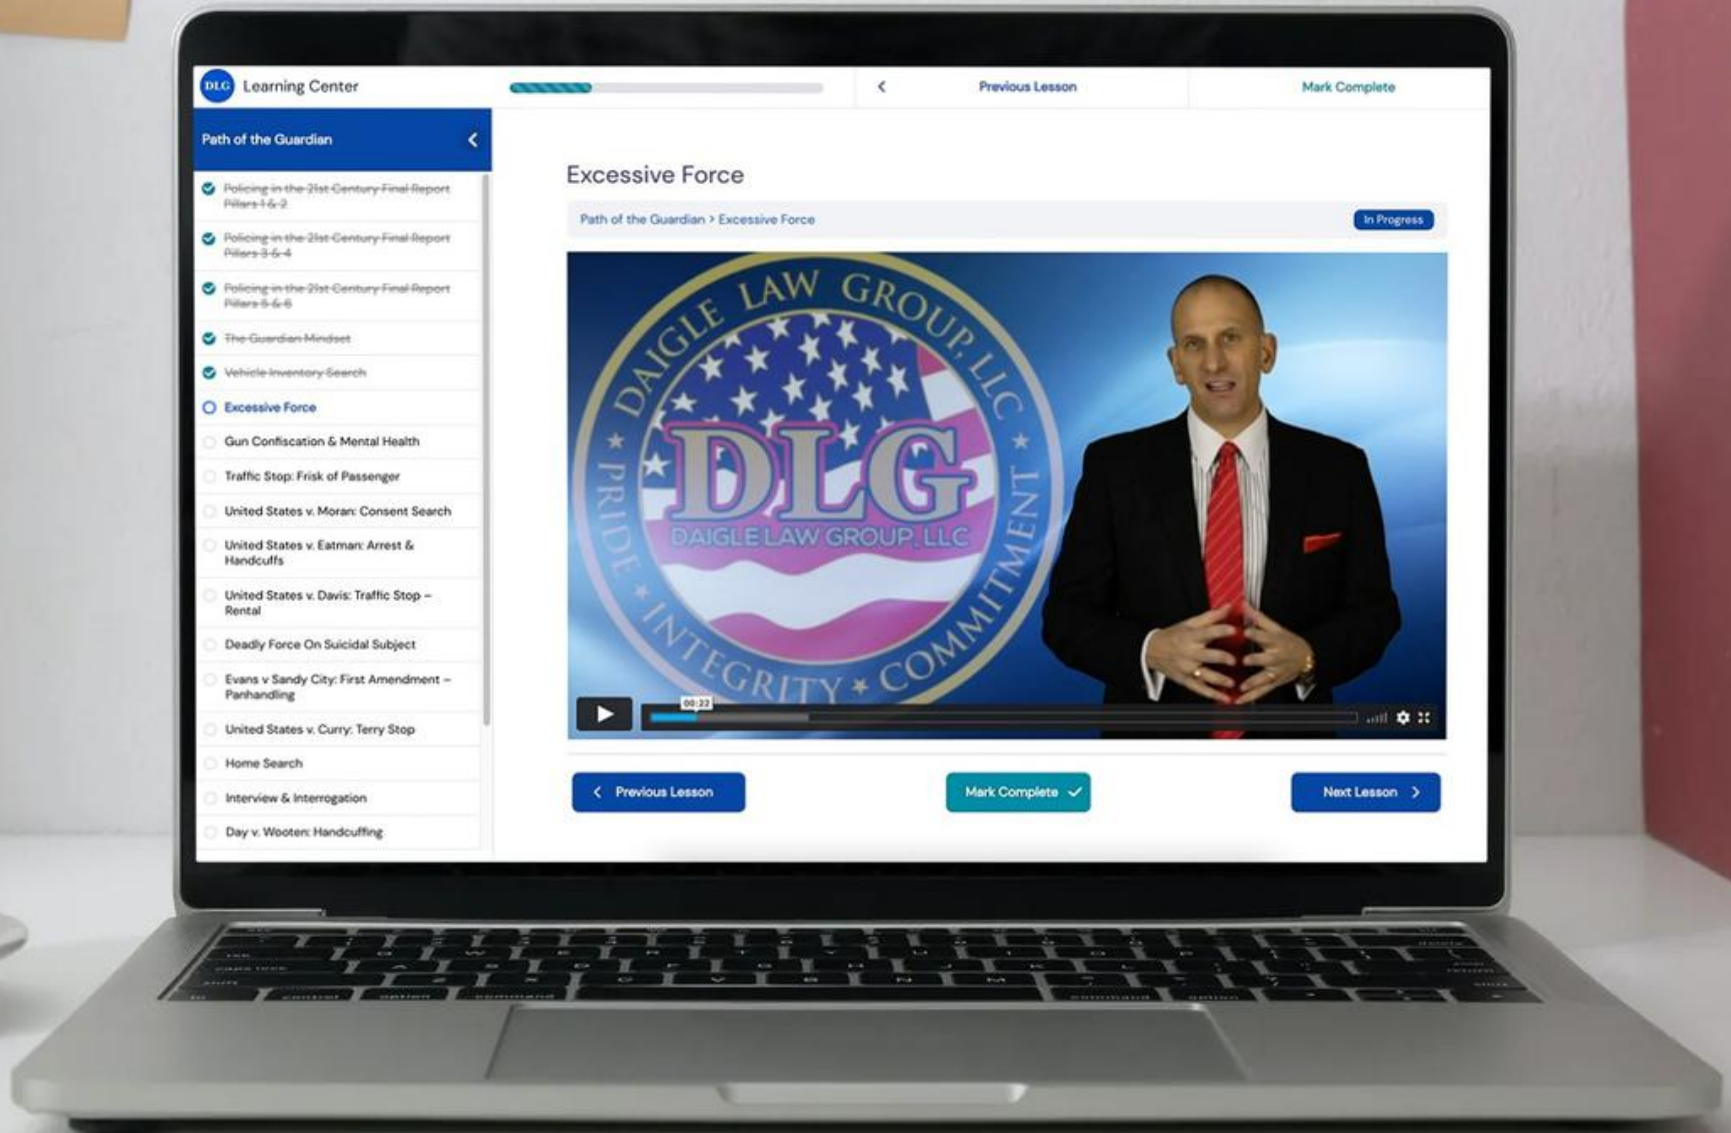 DLG Learning Center
Previous Lesson
Mark Complete
Path of the Guardian
Policing in the 21st Century Final Report
Pillars 1 & 2
Policing in the 21st Century Final Report
Pillars 3 & 4
Policing in the 21st Century Final Report
Pillars 5 & 6
The Guardian Mindset
Vehicle Inventory Search
Excessive Force
Gun Confiscation & Mental Health
Traffic Stop: Frisk of Passenger
United States v. Moran: Consent Search
United States v. Eatman: Arrest &
Handcuffs
United States v. Davis: Traffic Stop –
Rental
Deadly Force On Suicidal Subject
Evans v Sandy City: First Amendment –
Panhandling
United States v. Curry: Terry Stop
Home Search
Interview & Interrogation
Day v. Wooten: Handcuffing
Excessive Force
Path of the Guardian > Excessive Force
In Progress
DAIGLE LAW GROUP, LLC
PRIDE ★ INTEGRITY ★ COMMITMENT
DLG
DAIGLE LAW GROUP, LLC
00:22
Previous Lesson
Mark Complete
Next Lesson